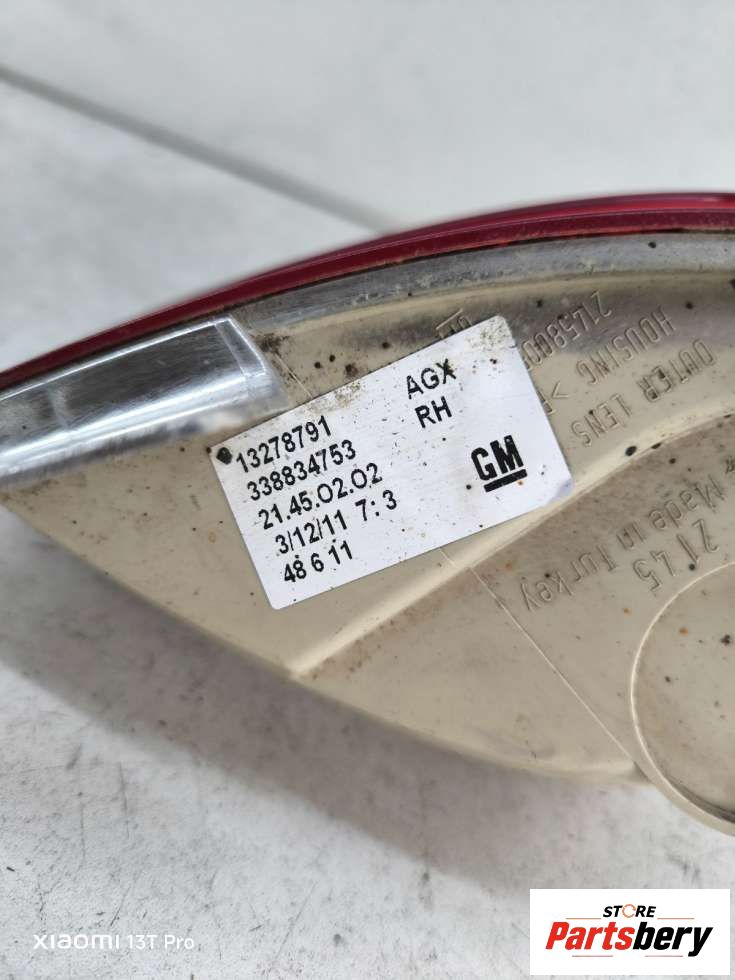 13278791
338834753
21.45.02.02
3/12/11 7:3
48 6 11
AGX
RH
GM
OUTER LENS
HOUSING
2145
Made in Turkey
xiaomi 13T Pro
STORE
Partsbery